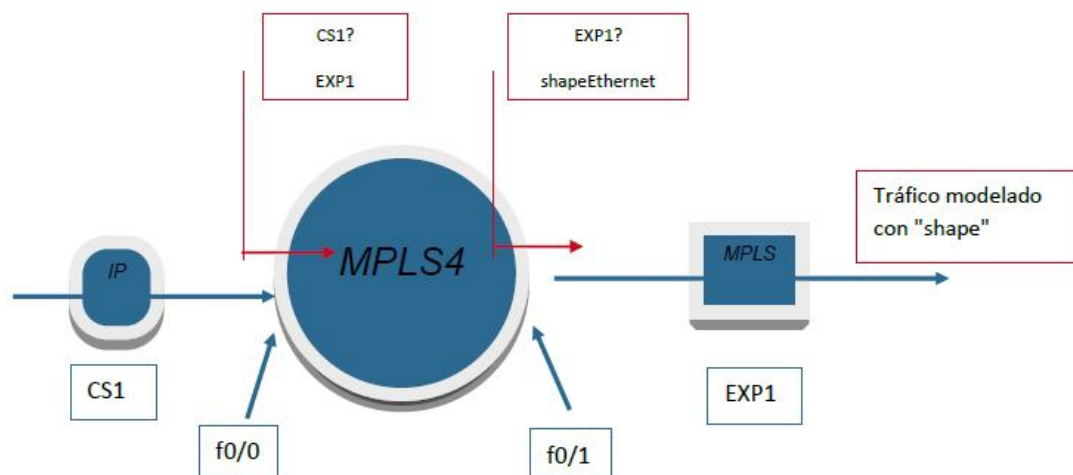 CS1?
EXP1
EXP1?
shapeEthernet
Tráfico modelado
con "shape"
IP
MPLS4
MPLS
CS1
EXP1
f0/0
f0/1